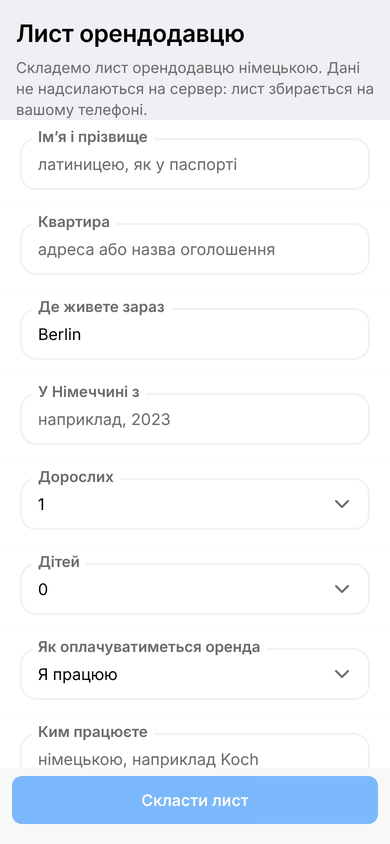 Лист орендодавцю
Складемо лист орендодавцю німецькою. Дані
не надсилаються на сервер: лист збирається на
вашому телефоні.
Ім’я і прізвище
латиницею, як у паспорті
Квартира
адреса або назва оголошення
Де живете зараз
Berlin
У Німеччині з
наприклад, 2023
Дорослих
1
Дітей
0
Як оплачуватиметься оренда
Я працюю
Ким працюєте
німецькою, наприклад Koch
Скласти лист